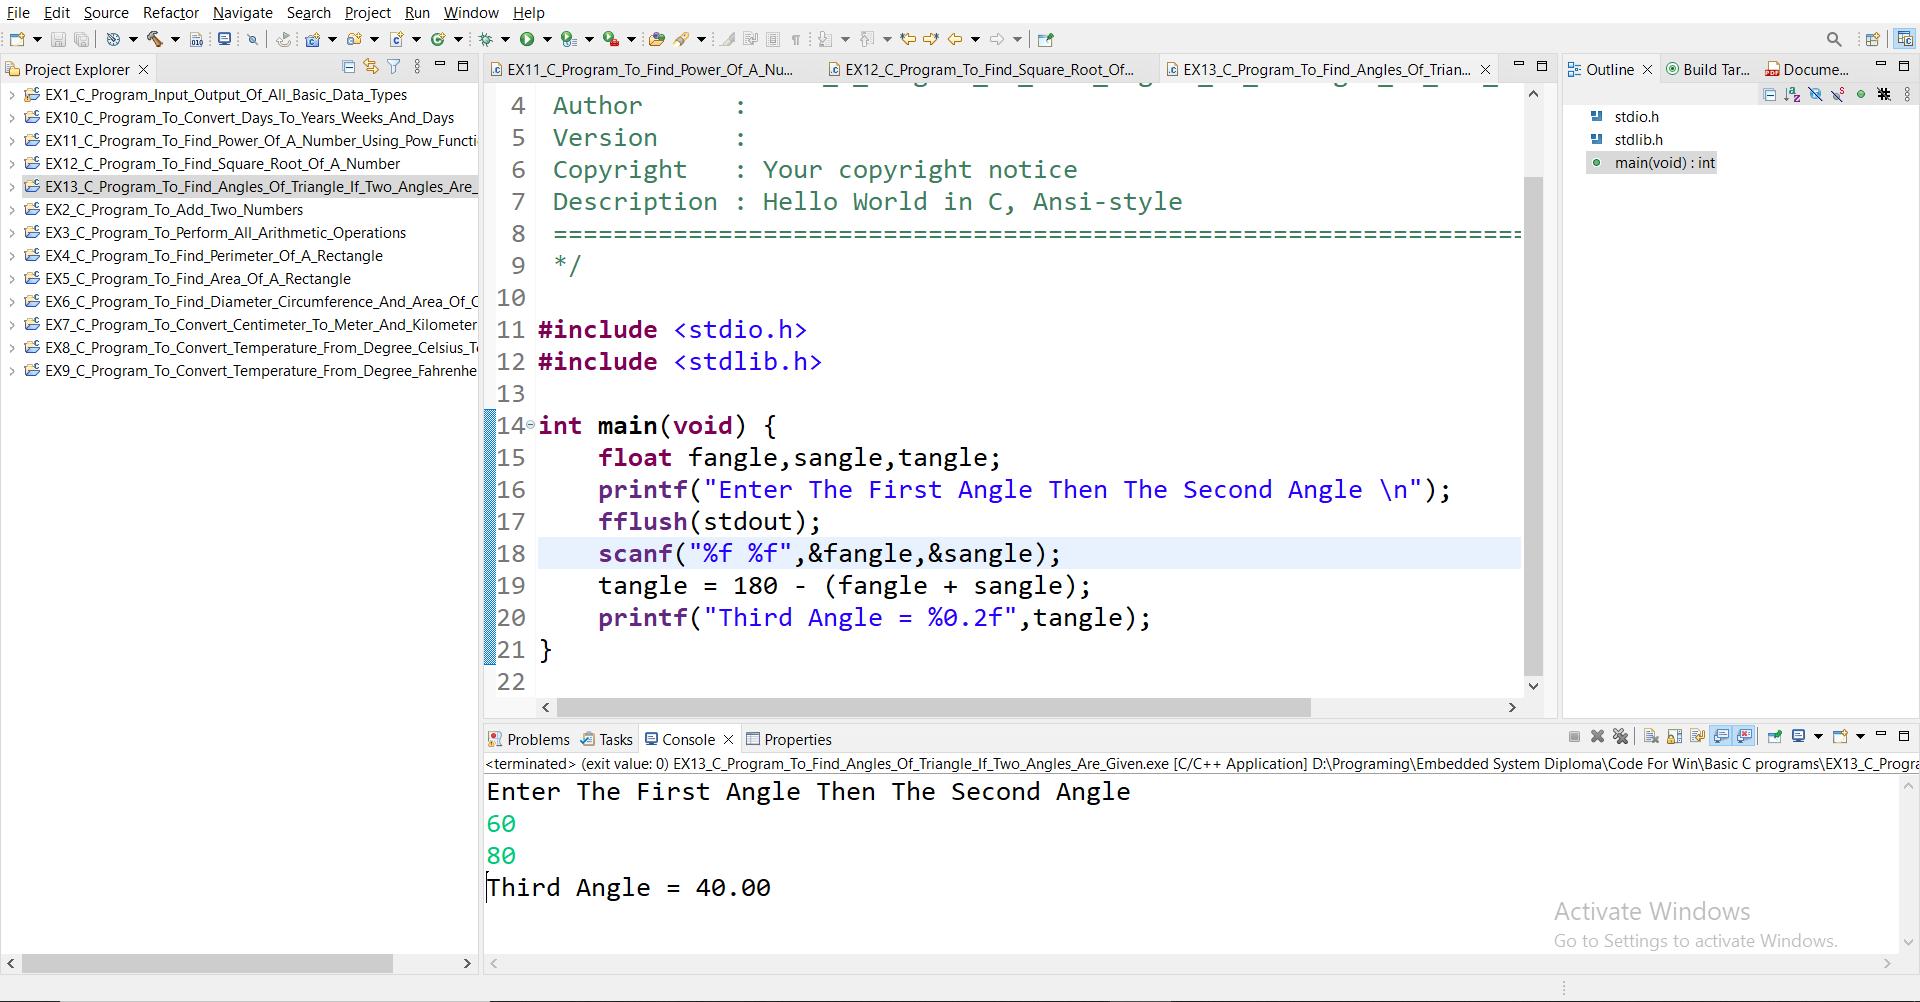 File Edit Source Refactor Navigate Search Project Run Window Help
Project Explorer
EX1_C_Program_Input_Output_Of_All_Basic_Data_Types
EX10_C_Program_To_Convert_Days_To_Years_Weeks_And_Days
EX11_C_Program_To_Find_Power_Of_A_Number_Using_Pow_Functi
EX12_C_Program_To_Find_Square_Root_Of_A_Number
EX13_C_Program_To_Find_Angles_Of_Triangle_If_Two_Angles_Are_
EX2_C_Program_To_Add_Two_Numbers
EX3_C_Program_To_Perform_All_Arithmetic_Operations
EX4_C_Program_To_Find_Perimeter_Of_A_Rectangle
EX5_C_Program_To_Find_Area_Of_A_Rectangle
EX6_C_Program_To_Find_Diameter_Circumference_And_Area_Of_C
EX7_C_Program_To_Convert_Centimeter_To_Meter_And_Kilometer
EX8_C_Program_To_Convert_Temperature_From_Degree_Celsius_T
EX9_C_Program_To_Convert_Temperature_From_Degree_Fahrenhe
EX11_C_Program_To_Find_Power_Of_A_Nu... EX12_C_Program_To_Find_Square_Root_Of... EX13_C_Program_To_Find_Angles_Of_Trian...
4 Author :
5 Version :
6 Copyright : Your copyright notice
7 Description : Hello World in C, Ansi-style
8 =================================================================
9 */
10
11 #include <stdio.h>
12 #include <stdlib.h>
13
14 int main(void) {
15 float fangle,sangle,tangle;
16 printf("Enter The First Angle Then The Second Angle \n");
17 fflush(stdout);
18 scanf("%f %f",&fangle,&sangle);
19 tangle = 180 - (fangle + sangle);
20 printf("Third Angle = %0.2f",tangle);
21 }
22
Outline Build Tar... Docume...
stdio.h
stdlib.h
main(void) : int
Problems Tasks Console Properties
<terminated> (exit value: 0) EX13_C_Program_To_Find_Angles_Of_Triangle_If_Two_Angles_Are_Given.exe [C/C++ Application] D:\Programing\Embedded System Diploma\Code For Win\Basic C programs\EX13_C_Progra
Enter The First Angle Then The Second Angle
60
80
Third Angle = 40.00
Activate Windows
Go to Settings to activate Windows.